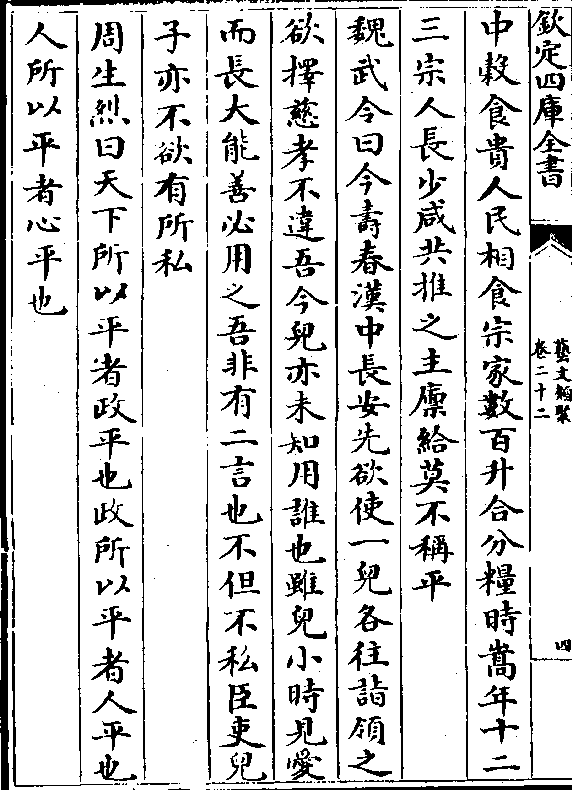 欽定四庫全書
藝文類聚
卷二十二
四
中穀食貴人民相食宗家數百升合分糧時嵩年十二
三宗人長少咸共推之主廩給莫不稱平
魏武令曰今壽春漢中長安先欲使一兒各往詣領之
欲擇慈孝不違吾令兒亦未知用誰也雖兒小時見愛
而長大能善必用之吾非有二言也不但不私臣吏兒
子亦不欲有所私
周生烈曰天下所以平者政平也政所以平者人平也
人所以平者心平也